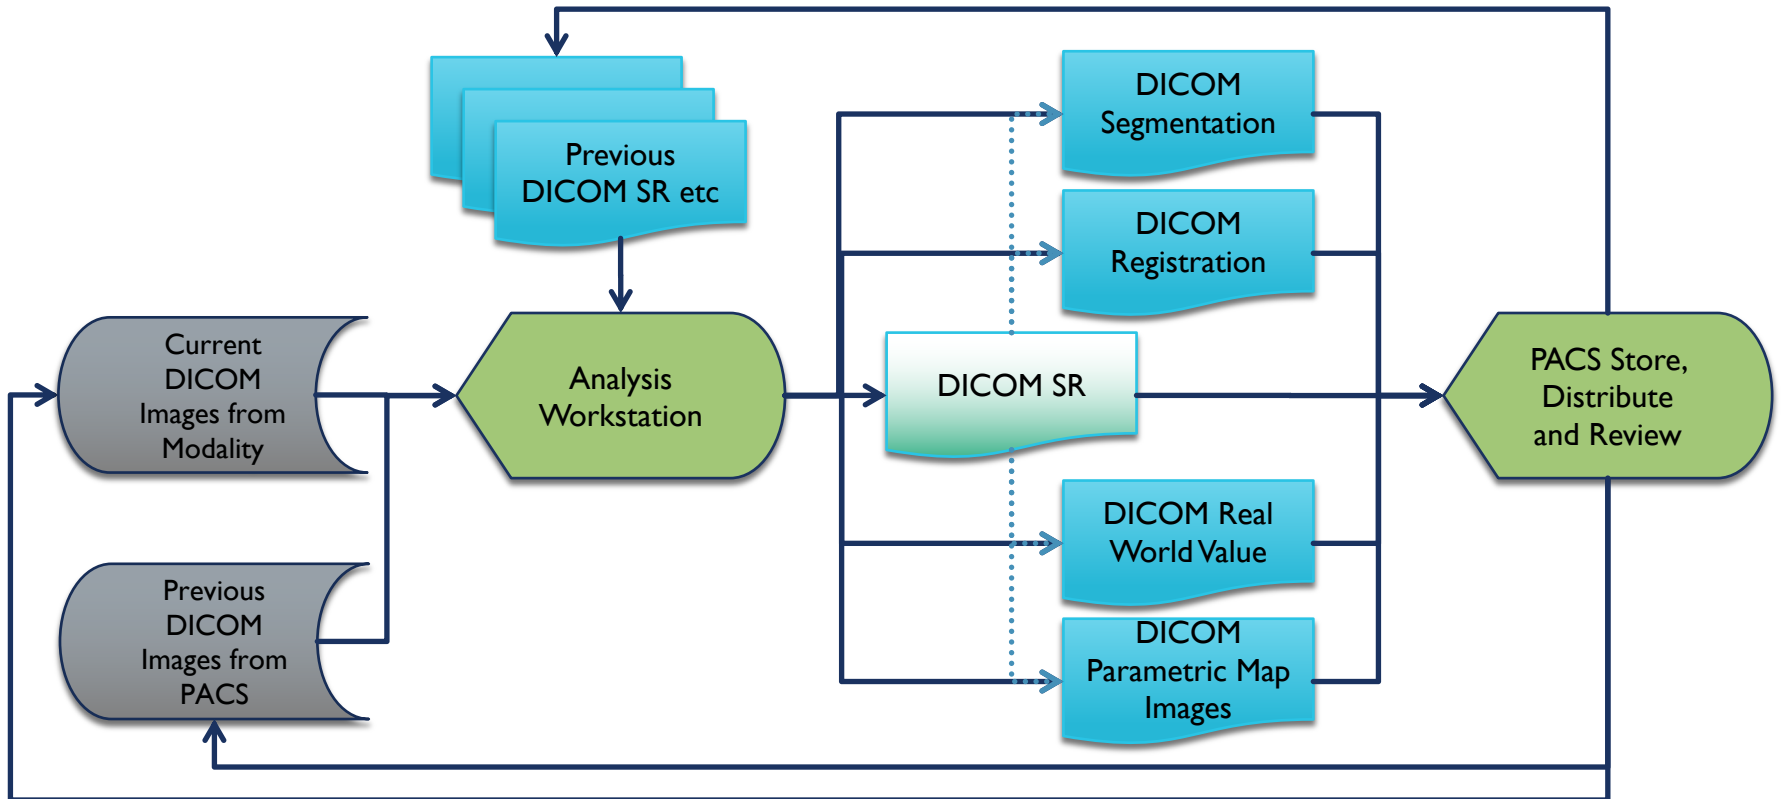 Previous
DICOM SR etc
Current
DICOM
Images from
Modality
Previous
DICOM
Images from
PACS
Analysis
Workstation
DICOM
Segmentation
DICOM
Registration
DICOM SR
DICOM Real
World Value
DICOM
Parametric Map
Images
PACS Store,
Distribute
and Review